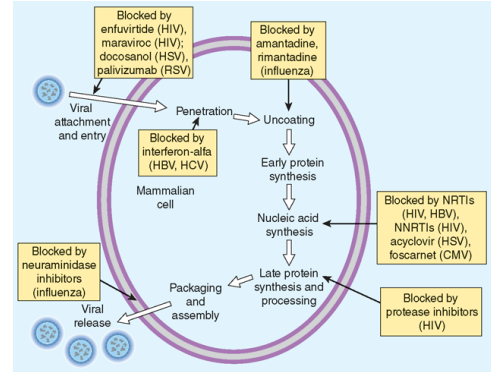 Blocked by
enfuvirtide (HIV),
maraviroc (HIV);
docosanol (HSV),
palivizumab (RSV)
Blocked by
amantadine,
rimantadine
(influenza)
Viral
attachment
and entry
Penetration
Uncoating
Blocked by
interferon-alfa
(HBV, HCV)
Early protein
synthesis
Mammalian
cell
Blocked by NRTIs
(HIV, HBV),
NNRTIs (HIV),
acyclovir (HSV),
foscarnet (CMV)
Nucleic acid
synthesis
Blocked by
neuraminidase
inhibitors
(influenza)
Late protein
synthesis and
processing
Packaging
and
assembly
Blocked by
protease inhibitors
(HIV)
Viral
release